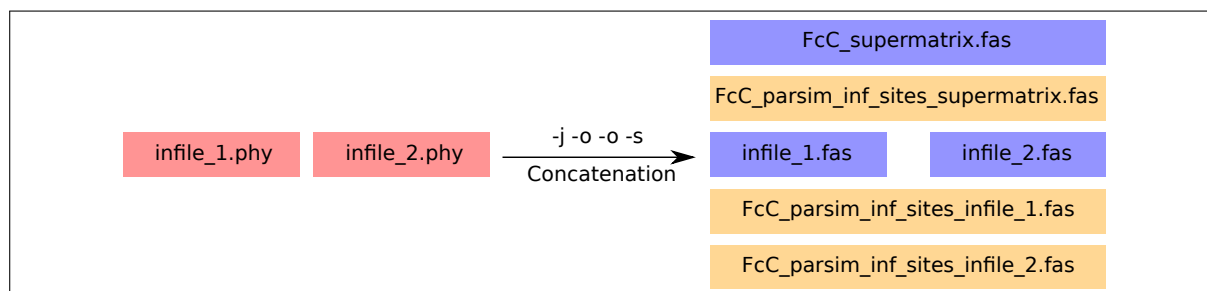 FcC_supermatrix.fas
FcC_parsim_inf_sites_supermatrix.fas
infile_1.phy
infile_2.phy
-j -o -o -s
Concatenation
infile_1.fas
infile_2.fas
FcC_parsim_inf_sites_infile_1.fas
FcC_parsim_inf_sites_infile_2.fas